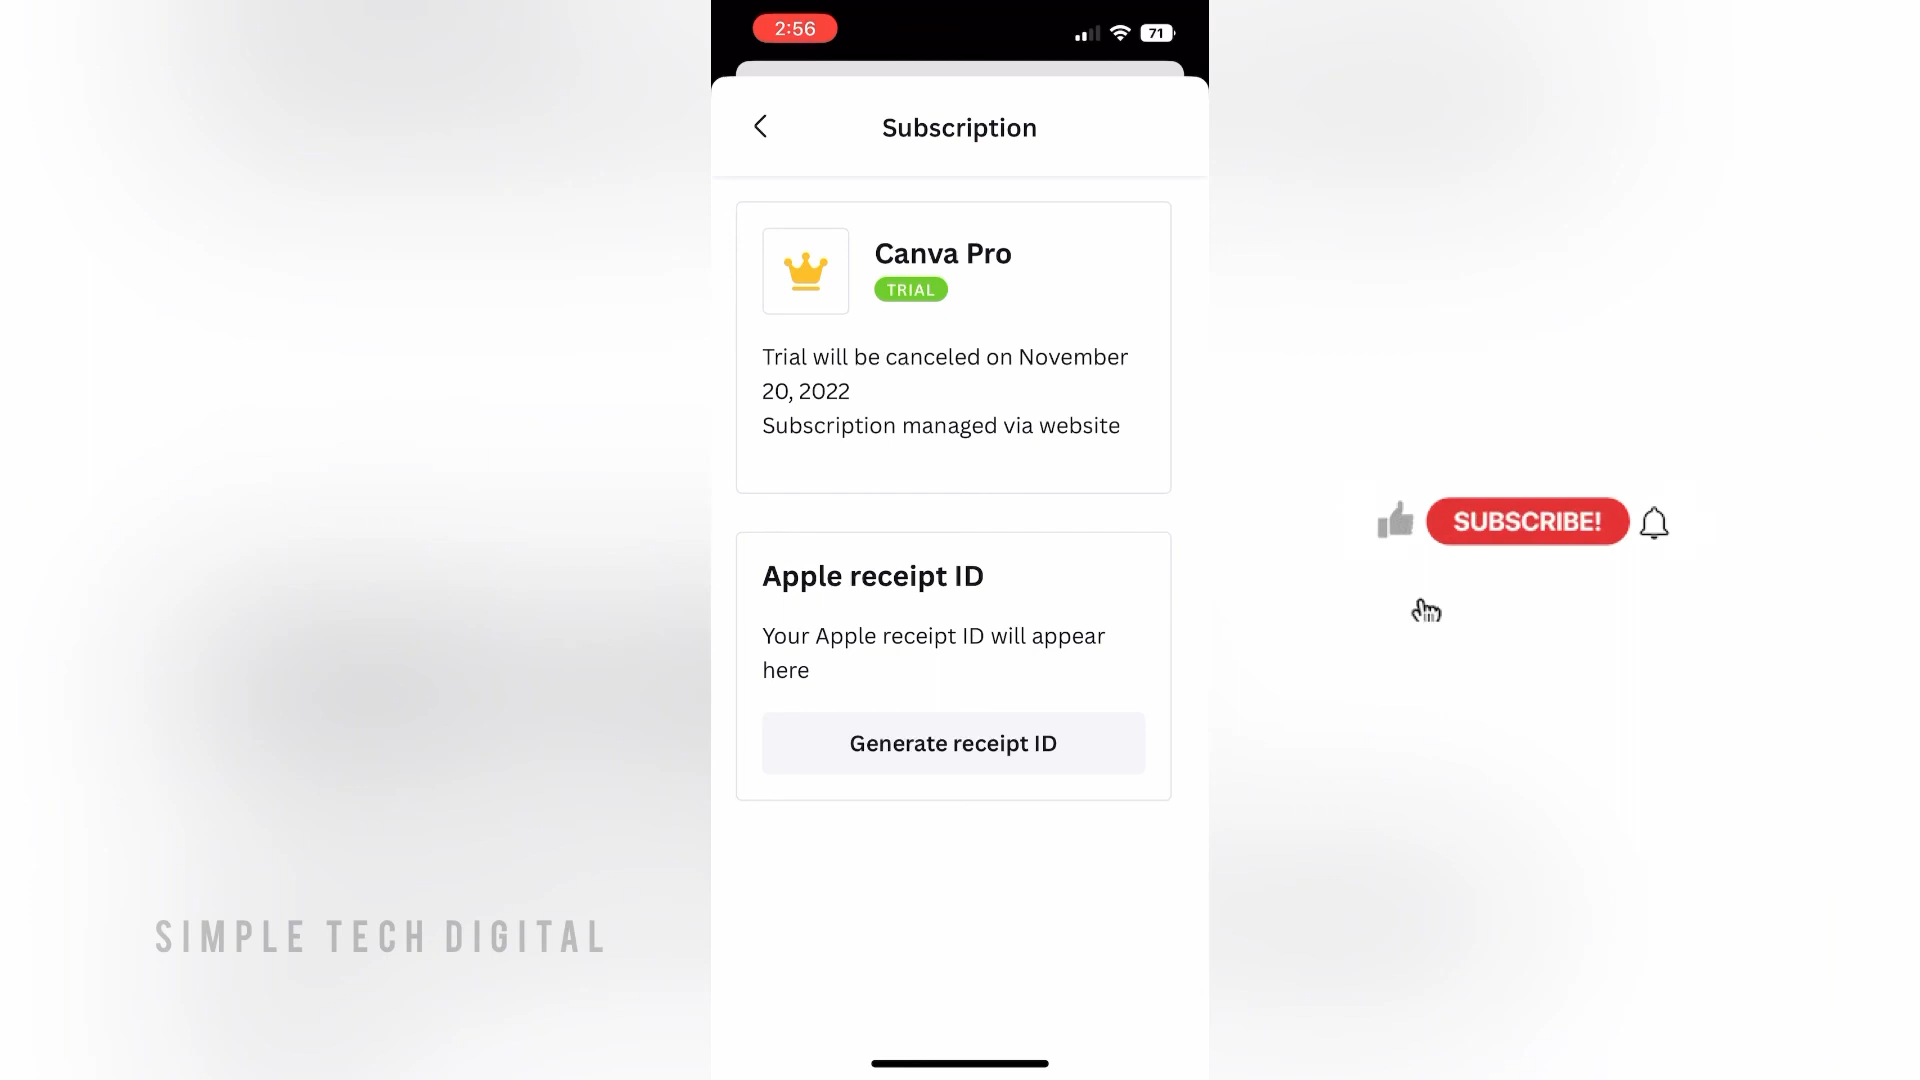 2:56
71
Subscription
Canva Pro
TRIAL
Trial will be canceled on November
20, 2022
Subscription managed via website
SUBSCRIBE!
Apple receipt ID
Your Apple receipt ID will appear
here
Generate receipt ID
SIMPLE TECH DIGITAL